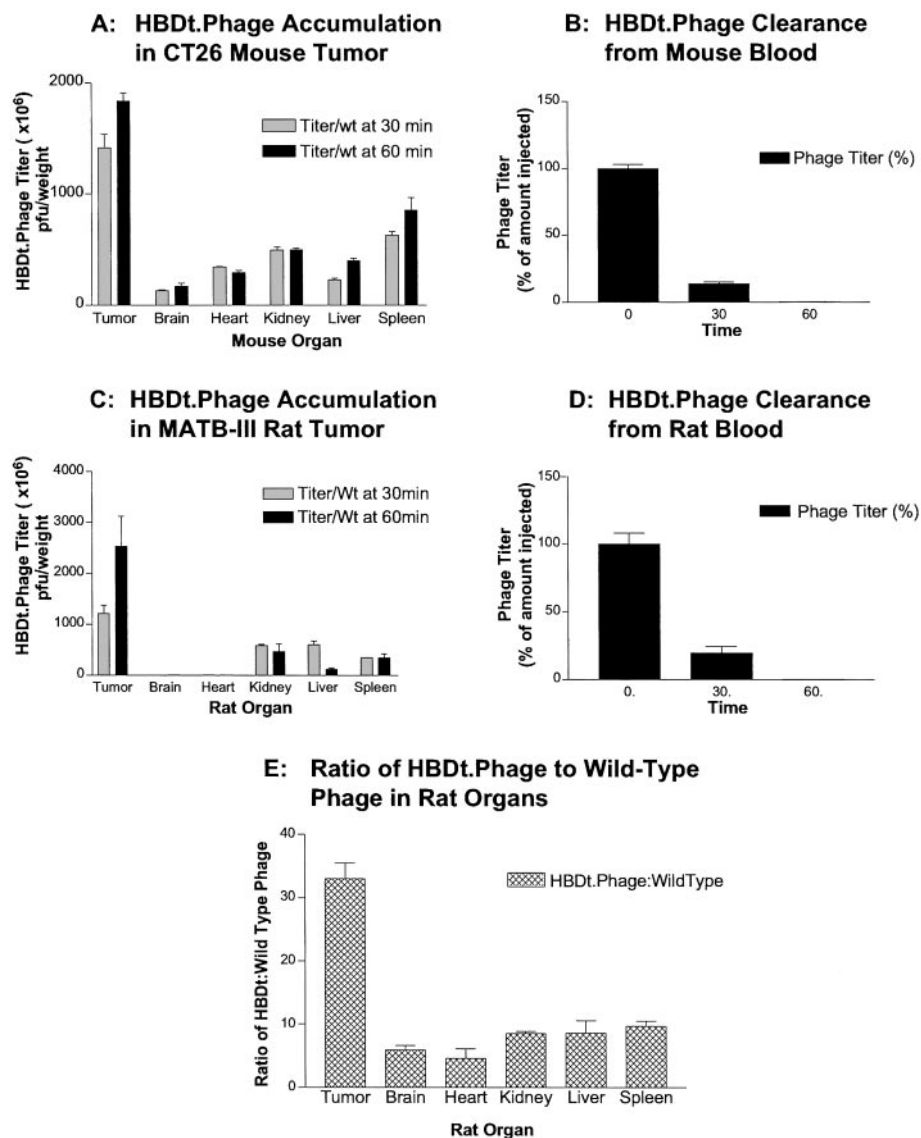 A: HBDt.Phage Accumulation
in CT26 Mouse Tumor
HBDt.Phage Titer ( x10⁶)
pfu/weight
2000
1000
0
Titer/wt at 30 min
Titer/wt at 60 min
Tumor Brain Heart Kidney Liver Spleen
Mouse Organ
B: HBDt.Phage Clearance
from Mouse Blood
Phage Titer
(% of amount injected)
150
100
50
0
Phage Titer (%)
0 30 60
Time
C: HBDt.Phage Accumulation
in MATB-III Rat Tumor
HBDt.Phage Titer ( x10⁶)
pfu/weight
4000
3000
2000
1000
0
Titer/Wt at 30min
Titer/Wt at 60min
Tumor Brain Heart Kidney Liver Spleen
Rat Organ
D: HBDt.Phage Clearance
from Rat Blood
Phage Titer
(% of amount injected)
150
100
50
0
Phage Titer (%)
0. 30. 60.
Time
E: Ratio of HBDt.Phage to Wild-Type
Phage in Rat Organs
Ratio of HBDt:Wild Type Phage
40
30
20
10
0
HBDt.Phage:WildType
Tumor Brain Heart Kidney Liver Spleen
Rat Organ